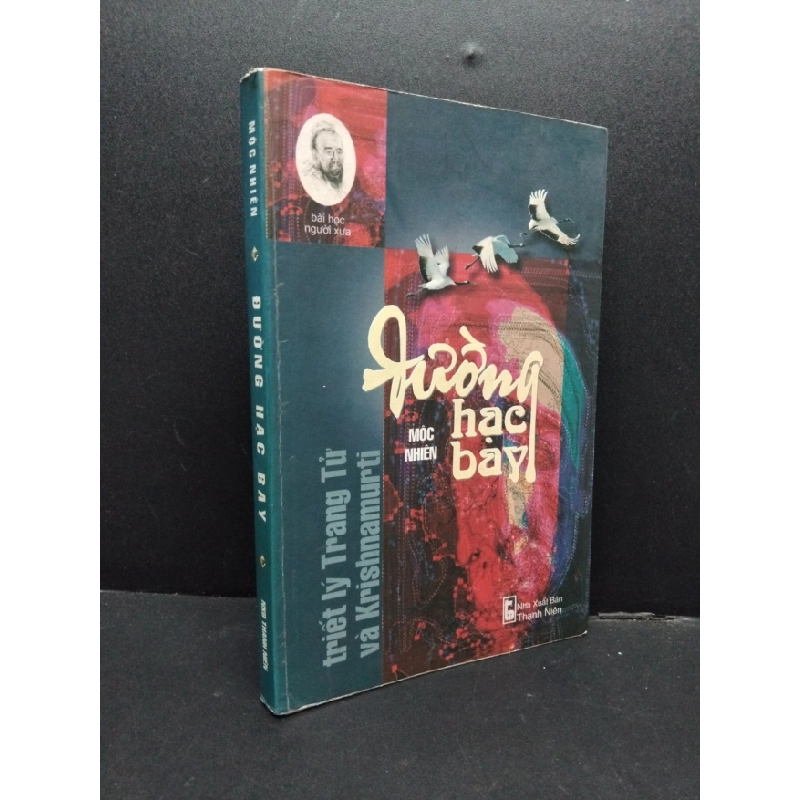 MỘC NHIÊN
ĐƯỜNG HẠC BAY
NXB THANH NIÊN
bài học
người xưa
đường
hạc
bay
MỘC
NHIÊN
triết lý Trang Tử
và Krishnamurti
Nhà Xuất Bản
Thanh Niên